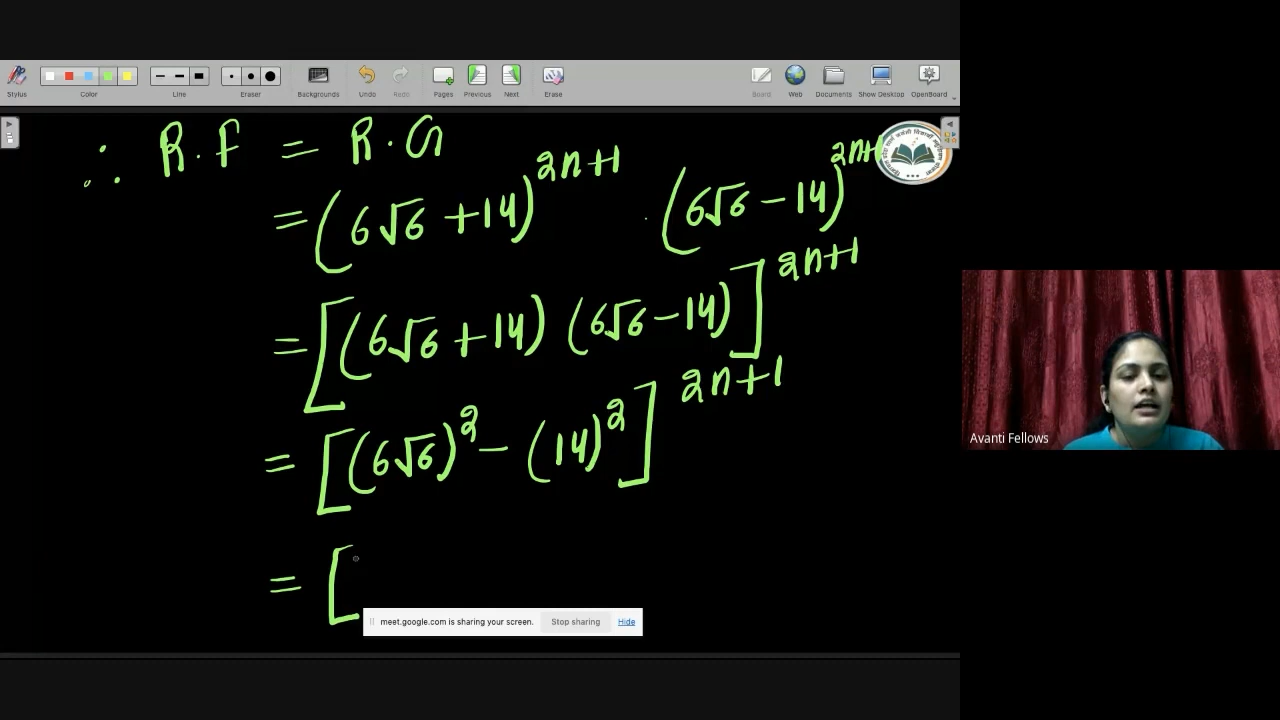 Stylus Color Line Eraser Backgrounds Undo Redo Pages Previous Next Erase Board Web Documents Show Desktop OpenBoard
∴ R.F = R.G
= (6√6 + 14)^{2n+1} . (6√6 - 14)^{2n+1}
= [(6√6 + 14) (6√6 - 14)]^{2n+1}
= [(6√6)^2 - (14)^2]^{2n+1}
= [
meet.google.com is sharing your screen. Stop sharing Hide
Avanti Fellows